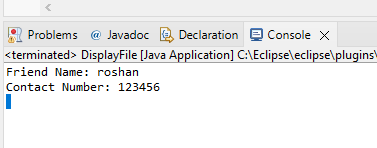 Problems @ Javadoc Declaration Console
<terminated> DisplayFile [Java Application] C:\Eclipse\eclipse\plugins\
Friend Name: roshan
Contact Number: 123456